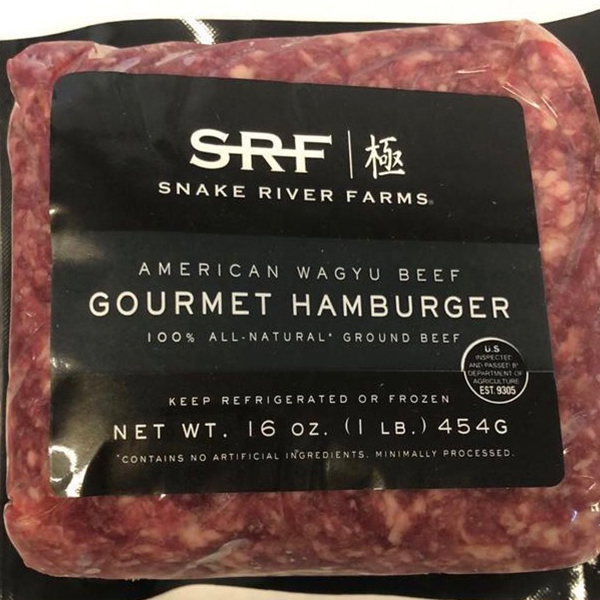 SRF | 極
SNAKE RIVER FARMS®
AMERICAN WAGYU BEEF
GOURMET HAMBURGER
100% ALL-NATURAL* GROUND BEEF
U.S.
INSPECTED
AND PASSED BY
DEPARTMENT OF
AGRICULTURE
EST. 9305
KEEP REFRIGERATED OR FROZEN
NET WT. 16 OZ. (1 LB.) 454G
*CONTAINS NO ARTIFICIAL INGREDIENTS. MINIMALLY PROCESSED.